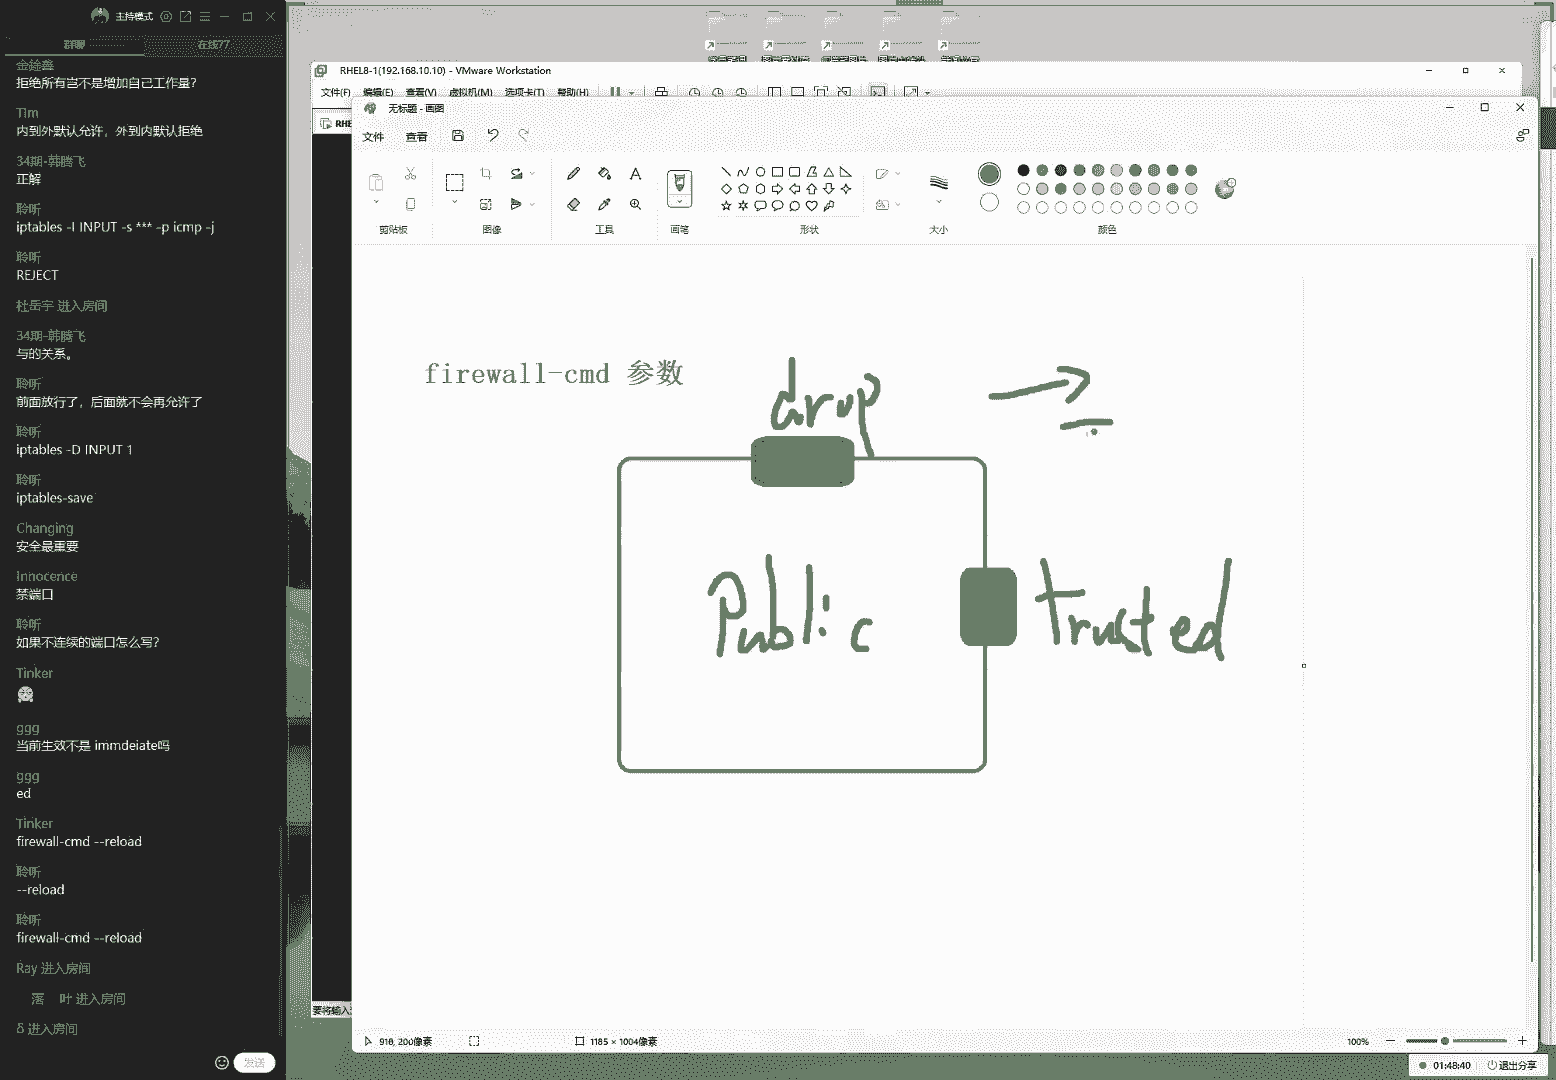 主持模式
群聊
在线77
金鑫鑫
拒绝所有岂不是增加自己工作量?
Tim
内到外默认允许，外到内默认拒绝
34期-韩腾飞
正解
聆听
iptables -I INPUT -s *** -p icmp -j
聆听
REJECT
杜岳宇 进入房间
34期-韩腾飞
与的关系。
聆听
前面放行了，后面就不会再允许了
聆听
iptables -D INPUT 1
聆听
iptables-save
Changing
安全最重要
Innocence
禁端口
聆听
如果不连续的端口怎么写?
Tinker
ggg
当前生效不是 immdeiate吗
ggg
ed
Tinker
firewall-cmd --reload
聆听
--reload
聆听
firewall-cmd --reload
Ray 进入房间
落 叶 进入房间
δ 进入房间
发送
RHEL8-1(192.168.10.10) - VMware Workstation
文件(F) 编辑(E) 查看(V) 虚拟机(M) 选项卡(T) 帮助(H)
RHE
要将输入
无标题 - 画图
文件 查看
剪贴板 图像 工具 画笔 形状 大小 颜色
firewall-cmd 参数
drop
Public
trusted
910, 200像素
1185 × 1004像素
100%
01:48:40
退出分享